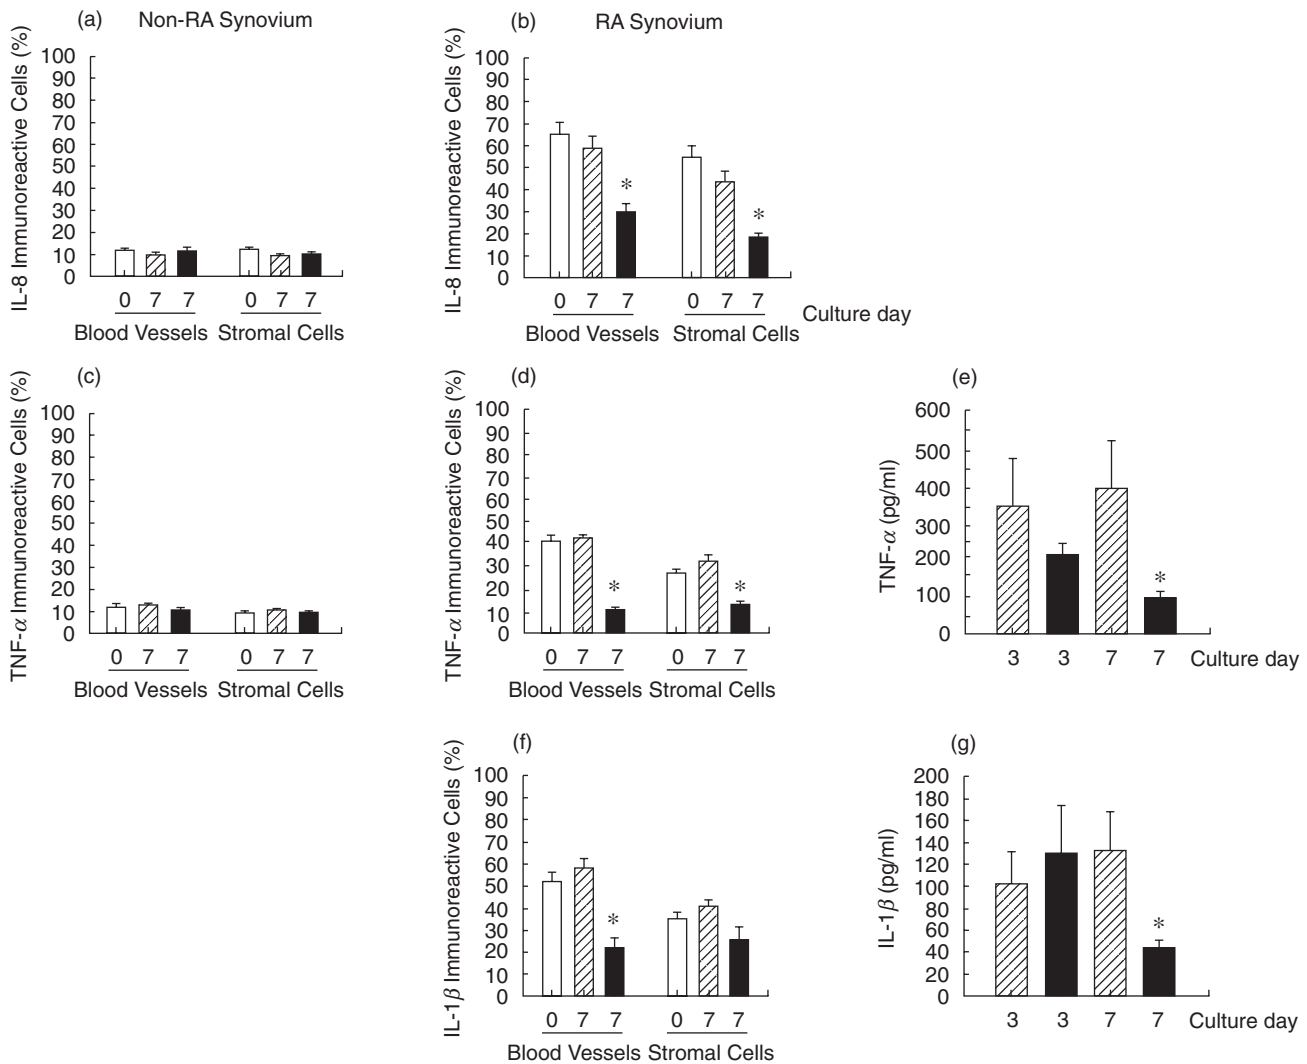 (a) Non-RA Synovium
IL-8 Immunoreactive Cells (%)
100
90
80
70
60
50
40
30
20
10
0
0 7 7 0 7 7
Blood Vessels Stromal Cells
(b) RA Synovium
IL-8 Immunoreactive Cells (%)
100
90
80
70
60
50
40
30
20
10
0
* *
0 7 7 0 7 7
Blood Vessels Stromal Cells
Culture day
(c)
TNF-α Immunoreactive Cells (%)
100
90
80
70
60
50
40
30
20
10
0
0 7 7 0 7 7
Blood Vessels Stromal Cells
(d)
TNF-α Immunoreactive Cells (%)
100
90
80
70
60
50
40
30
20
10
0
* *
0 7 7 0 7 7
Blood Vessels Stromal Cells
(e)
TNF-α (pg/ml)
600
500
400
300
200
100
0
*
3 3 7 7 Culture day
(f)
IL-1β Immunoreactive Cells (%)
100
90
80
70
60
50
40
30
20
10
0
*
0 7 7 0 7 7
Blood Vessels Stromal Cells
(g)
IL-1β (pg/ml)
200
180
160
140
120
100
80
60
40
20
0
*
3 3 7 7 Culture day